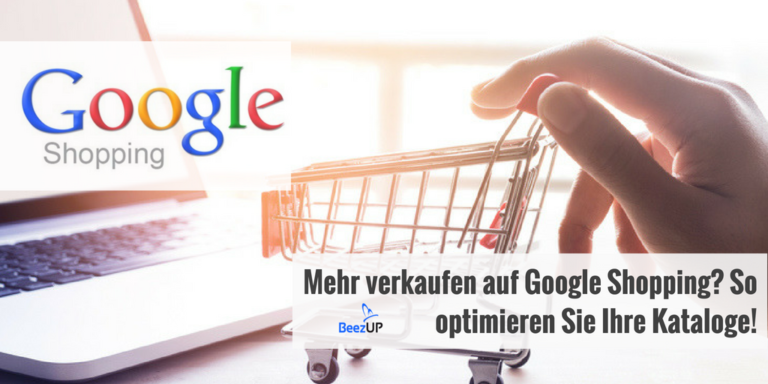 Google
Shopping
Mehr verkaufen auf Google Shopping? So
optimieren Sie Ihre Kataloge!
BeezUP